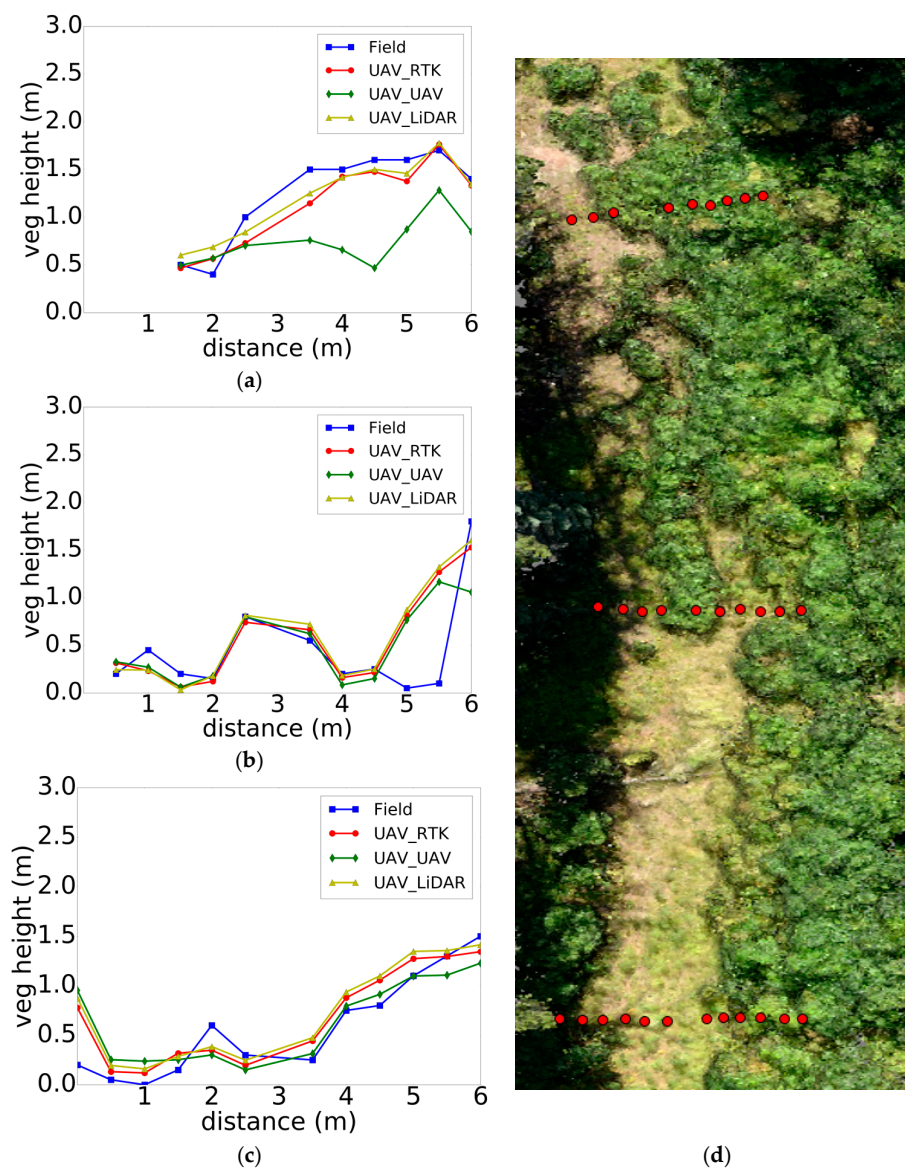 3.0
2.5
2.0
1.5
1.0
0.5
0.0
veg height (m)
Field
UAV_RTK
UAV_UAV
UAV_LiDAR
1 2 3 4 5 6
distance (m)
(a)
3.0
2.5
2.0
1.5
1.0
0.5
0.0
veg height (m)
Field
UAV_RTK
UAV_UAV
UAV_LiDAR
1 2 3 4 5 6
distance (m)
(b)
3.0
2.5
2.0
1.5
1.0
0.5
0.0
veg height (m)
Field
UAV_RTK
UAV_UAV
UAV_LiDAR
1 2 3 4 5 6
distance (m)
(c)
(d)